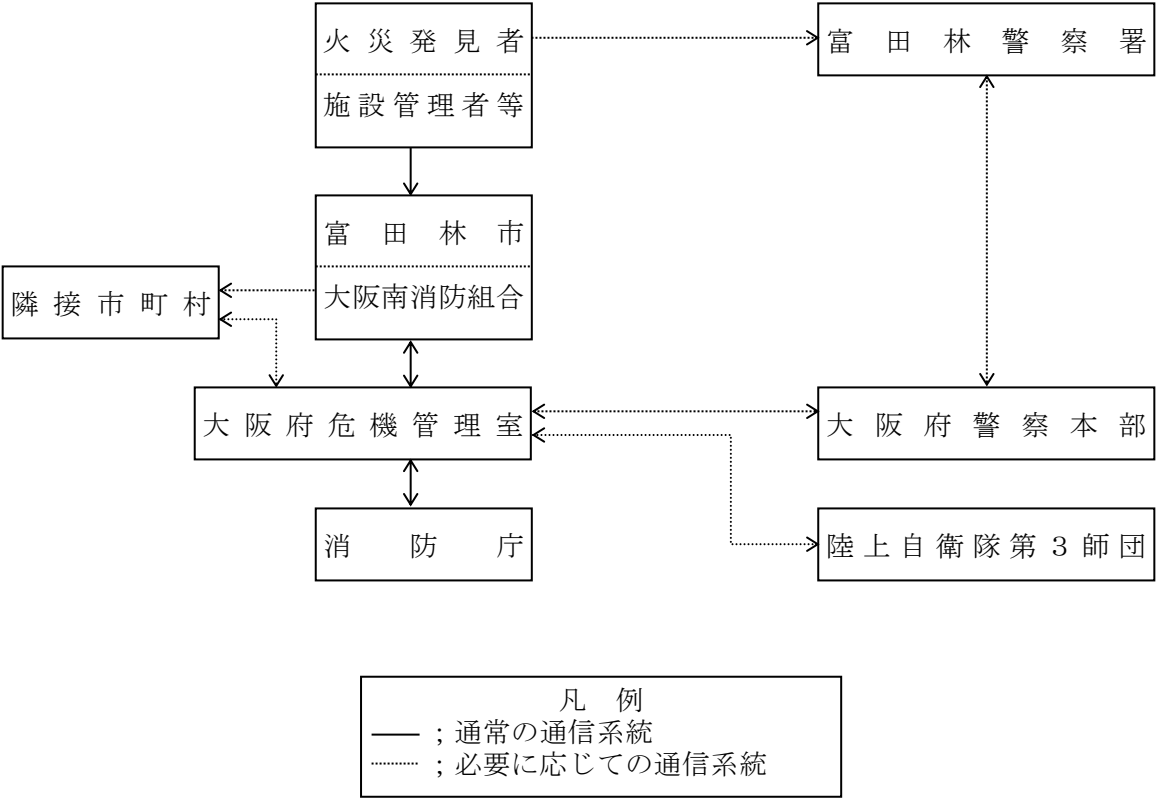 火災発見者
富田林警察署
施設管理者等
富田林市
大阪南消防組合
隣接市町村
大阪府危機管理室
大阪府警察本部
消防庁
陸上自衛隊第３師団
凡　例
；通常の通信系統
；必要に応じての通信系統